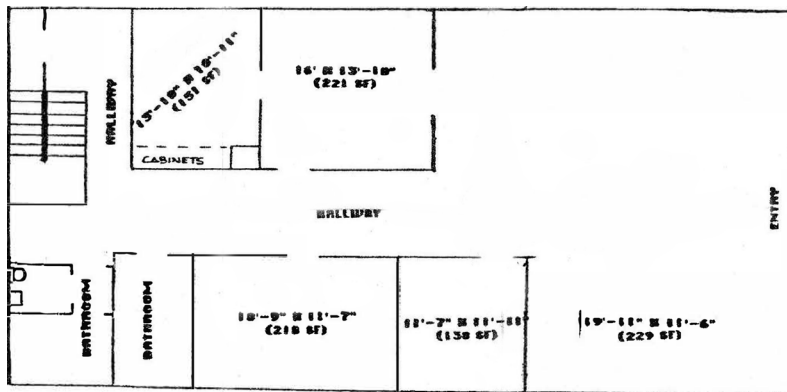 HALLWAY
13'-10" X 10'-11"
(151 SF)
CABINETS
16' X 13'-10"
(221 SF)
HALLWAY
ENTRY
BATHROOM
BATHROOM
18'-9" X 11'-7"
(218 SF)
11'-7" X 11'-11"
(138 SF)
19'-11" X 11'-6"
(229 SF)